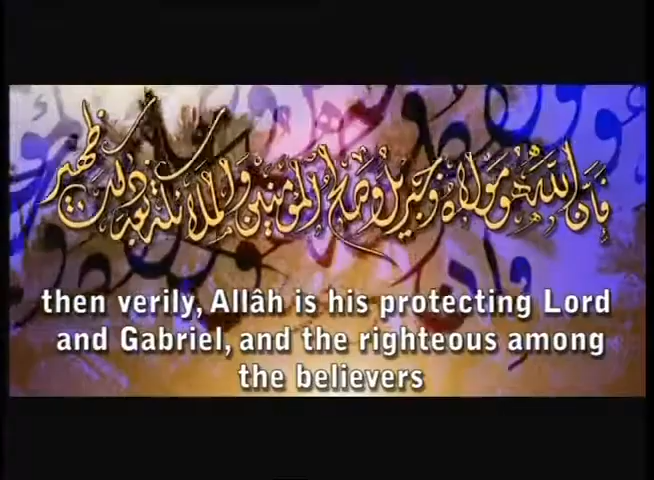 فإن الله هو مولاه وجبريل وصالح المؤمنين والملائكة بعد ذلك ظهير
then verily, Allâh is his protecting Lord
and Gabriel, and the righteous among
the believers